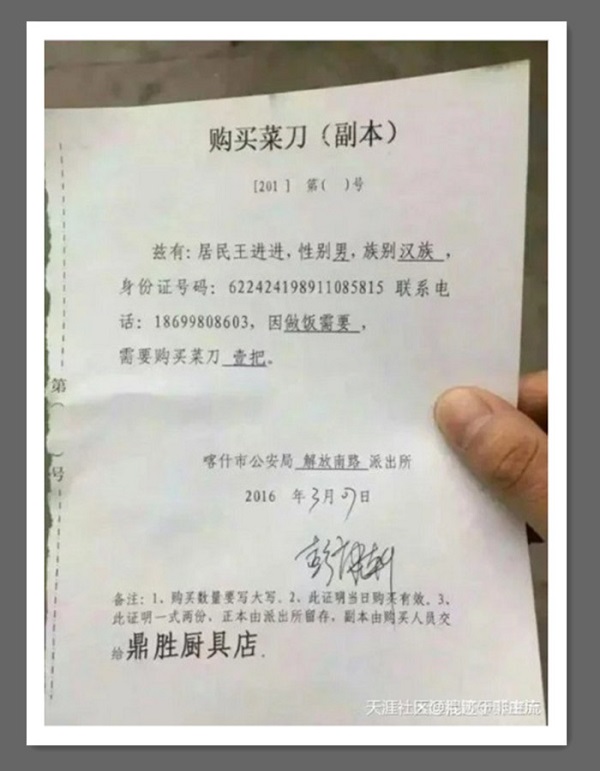 购买菜刀(副本)
[201 ] 第( )号
兹有:居民王进进,性别男,族别汉族,
身份证号码:622424198911085815 联系电
话:18699808603,因做饭需要,
需要购买菜刀 壹把。
第( )号
喀什市公安局 解放南路 派出所
2016 年3月 日
备注:1、购买数量要写大写。2、此证明当日购买有效。3、
此证明一式两份,正本由派出所留存,副本由购买人员交
给鼎胜厨具店.
天涯社区@